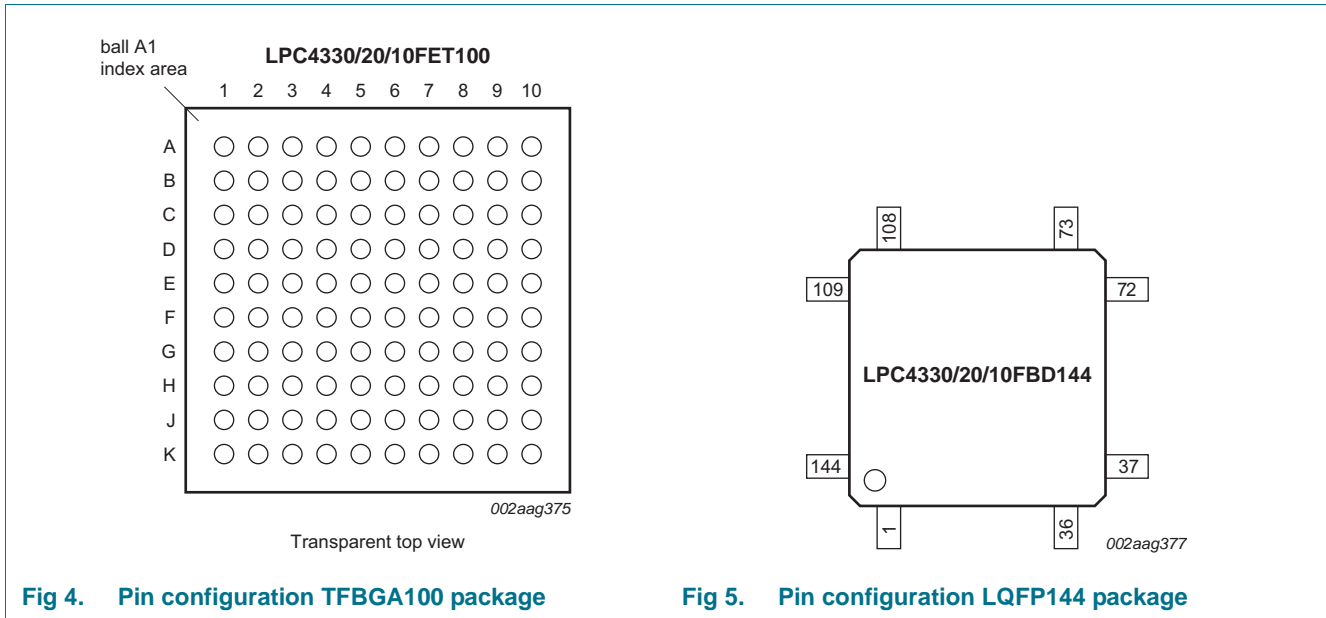 ball A1
index area
LPC4330/20/10FET100
1 2 3 4 5 6 7 8 9 10
A
B
C
D
E
F
G
H
J
K
002aag375
Transparent top view
Fig 4. Pin configuration TFBGA100 package
108 73
109 72
LPC4330/20/10FBD144
144 37
1 36
002aag377
Fig 5. Pin configuration LQFP144 package